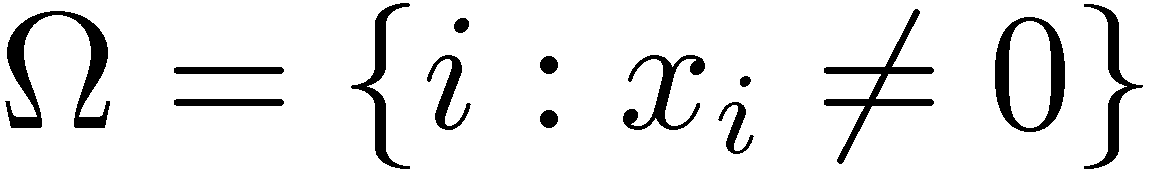 Ω = {i : x_i ≠ 0}